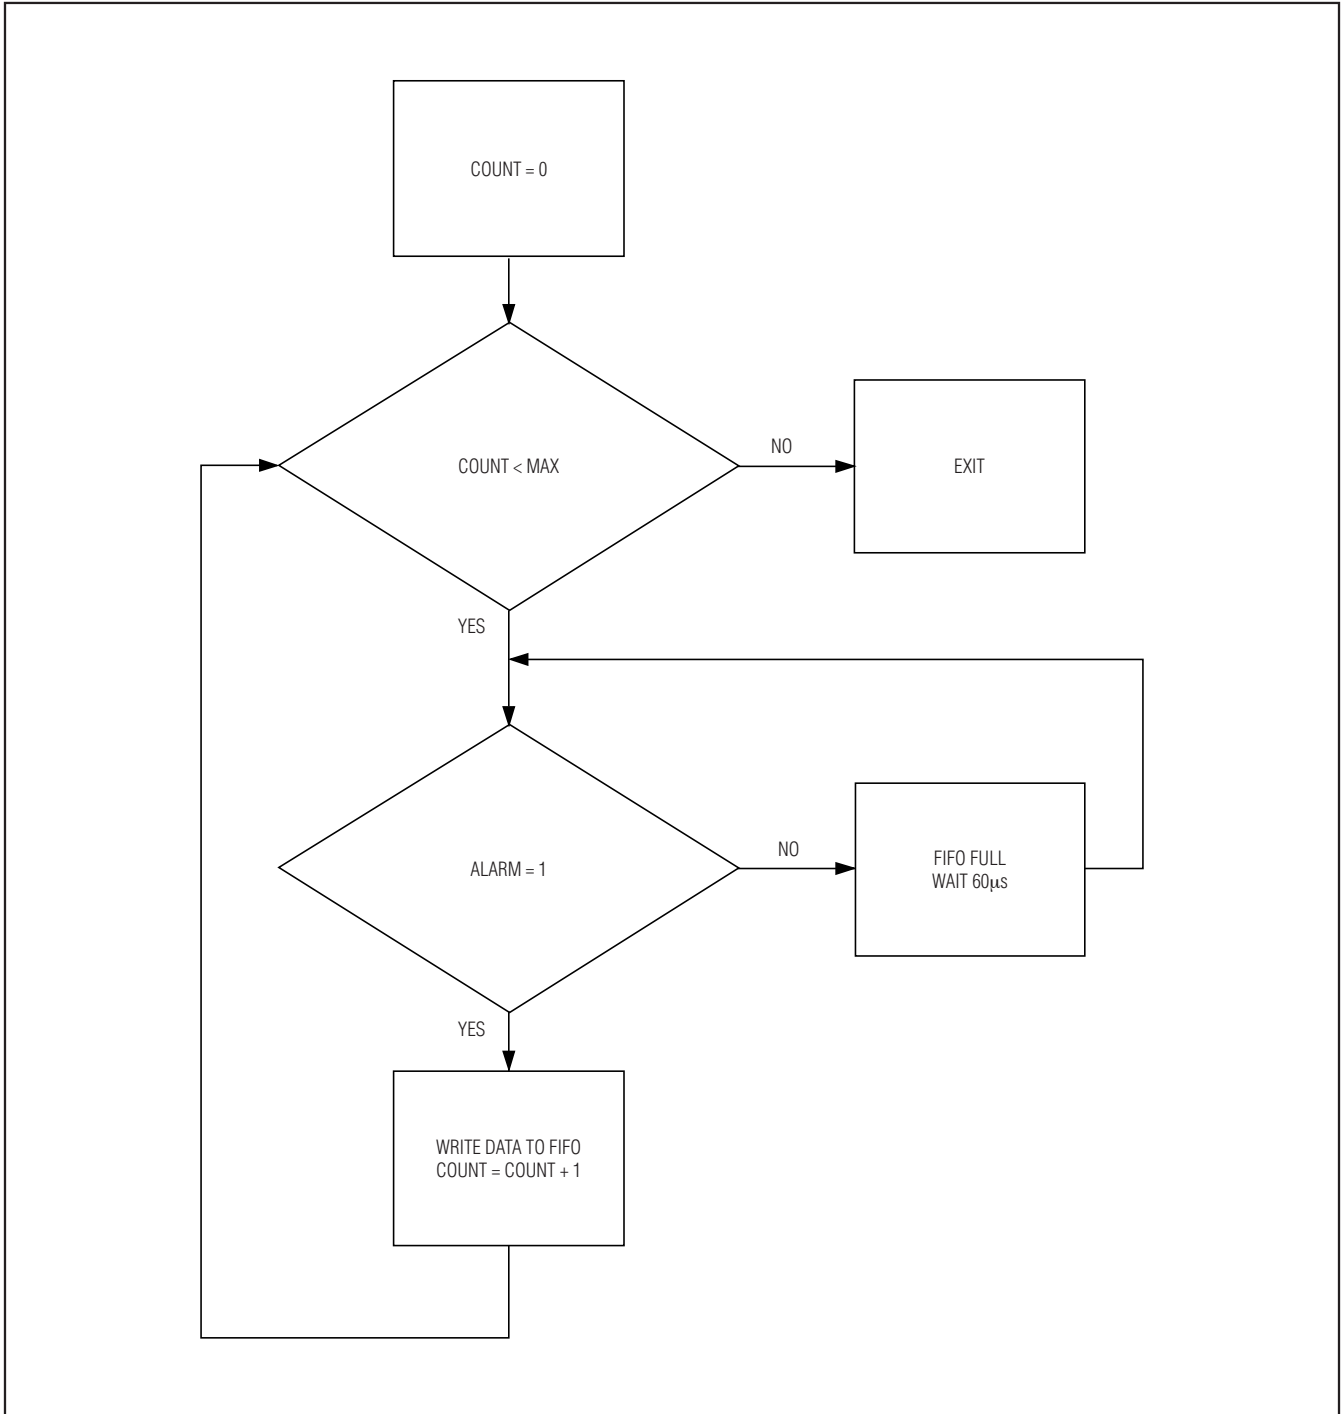 COUNT = 0
COUNT < MAX
NO
EXIT
YES
ALARM = 1
NO
FIFO FULL
WAIT 60μs
YES
WRITE DATA TO FIFO
COUNT = COUNT + 1